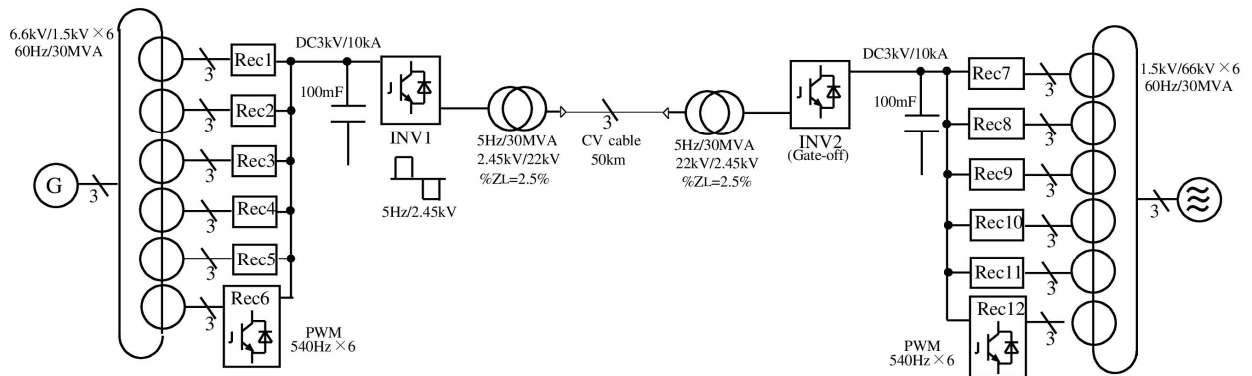 6.6kV/1.5kV×6
60Hz/30MVA
G
3
3
Rec1
3
Rec2
3
Rec3
3
Rec4
3
Rec5
3
Rec6
J
PWM
540Hz×6
DC3kV/10kA
100mF
J
INV1
5Hz/2.45kV
5Hz/30MVA
2.45kV/22kV
%ZL=2.5%
3
CV cable
50km
5Hz/30MVA
22kV/2.45kV
%ZL=2.5%
J
INV2
(Gate-off)
DC3kV/10kA
100mF
Rec7
3
Rec8
3
Rec9
3
Rec10
3
Rec11
3
Rec12
J
3
PWM
540Hz×6
1.5kV/66kV×6
60Hz/30MVA
3